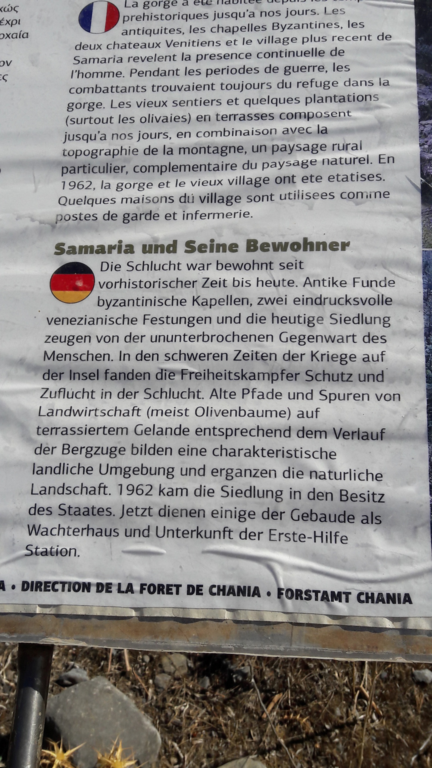 κώς
έχρι
ρχαία
ον
ς
La gorge a ete habitee depuis les
prehistoriques jusqu'a nos jours. Les
antiquites, les chapelles Byzantines, les
deux chateaux Venitiens et le village plus recent de
Samaria revelent la presence continuelle de
l'homme. Pendant les periodes de guerre, les
combattants trouvaient toujours du refuge dans la
gorge. Les vieux sentiers et quelques plantations
(surtout les olivaies) en terrasses composent
jusqu'a nos jours, en combinaison avec la
topographie de la montagne, un paysage rural
particulier, complementaire du paysage naturel. En
1962, la gorge et le vieux village ont ete etatises.
Quelques maisons du village sont utilisees comme
postes de garde et infermerie.
Samaria und Seine Bewohner
Die Schlucht war bewohnt seit
vorhistorischer Zeit bis heute. Antike Funde
byzantinische Kapellen, zwei eindrucksvolle
venezianische Festungen und die heutige Siedlung
zeugen von der ununterbrochenen Gegenwart des
Menschen. In den schweren Zeiten der Kriege auf
der Insel fanden die Freiheitskampfer Schutz und
Zuflucht in der Schlucht. Alte Pfade und Spuren von
Landwirtschaft (meist Olivenbaume) auf
terrassiertem Gelande entsprechend dem Verlauf
der Bergzuge bilden eine charakteristische
landliche Umgebung und erganzen die naturliche
Landschaft. 1962 kam die Siedlung in den Besitz
des Staates. Jetzt dienen einige der Gebaude als
Wachterhaus und Unterkunft der Erste-Hilfe
Station.
A • DIRECTION DE LA FORET DE CHANIA • FORSTAMT CHANIA